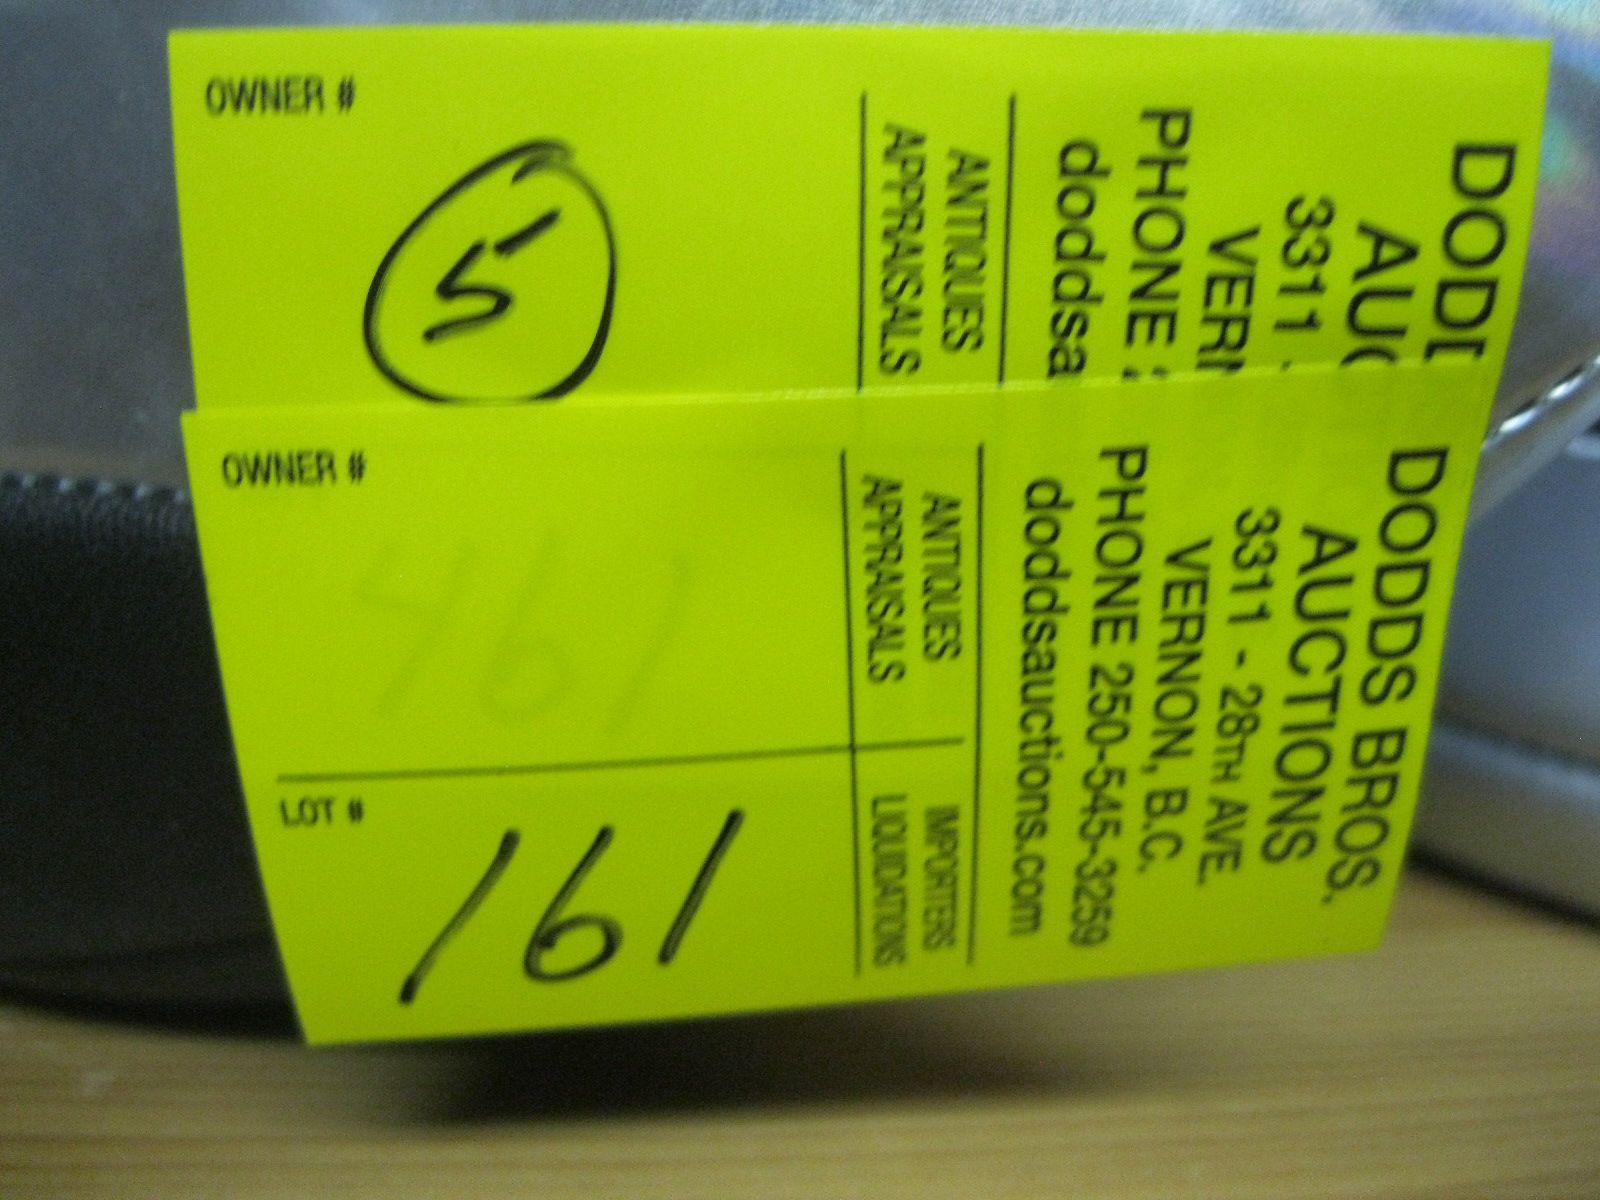 OWNER #
5
ANTIQUES
APPRAISALS
DODD
AUC
3311 -
VERN
PHONE 2
doddsa
OWNER #
461
LOT #
161
ANTIQUES
APPRAISALS
IMPORTERS
LIQUIDATIONS
DODDS BROS.
AUCTIONS
3311 - 28TH AVE.
VERNON, B.C.
PHONE 250-545-3259
doddsauctions.com